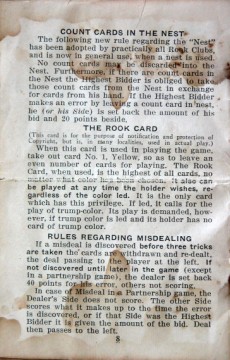 COUNT CARDS IN THE NEST
The following new rule regarding the "Nest"
has been adopted by practically all Rook Clubs
and is now in general use, when a nest is used.
No count cards may be discarded into the
Nest. Furthermore, if there are count cards in
the Nest the Highest Bidder is obliged to take
those count cards from the Nest in exchange
for cards from his hand. If the Highest Bidder
makes an error by leaving a count card in nest,
he (or his Side) is set back the amount of his
bid and 20 points beside.
THE ROOK CARD
(This card is for the purpose of notification and protection of
Copyright, but is, in many localities, used in actual play.)
When this card is used in playing the game,
take out card No. 1, Yellow, so as to leave an
even number of cards for playing. The Rook
Card, when used, is the highest of all cards, no
matter what color has been chosen. It also can
be played at any time the holder wishes, re-
gardless of the color led. It is the only card
which has this privilege. If led, it calls for the
play of trump-color. Its play is demanded, how-
ever, if trump color is led and its holder has no
card of trump color.
RULES REGARDING MISDEALING
If a misdeal is discovered before three tricks
are taken the cards are withdrawn and re-dealt,
the deal passing to the player at the left. If
not discovered until later in the game (except
in a partnership game), the dealer is set back
40 points for the error, others not scoring.
In case of Misdeal in a Partnership game, the
Dealer's Side does not score. The other Side
scores what it makes up to the time the error
is discovered, or if that Side was the Highest
Bidder it is given the amount of the bid. Deal
then passes to the left.
8